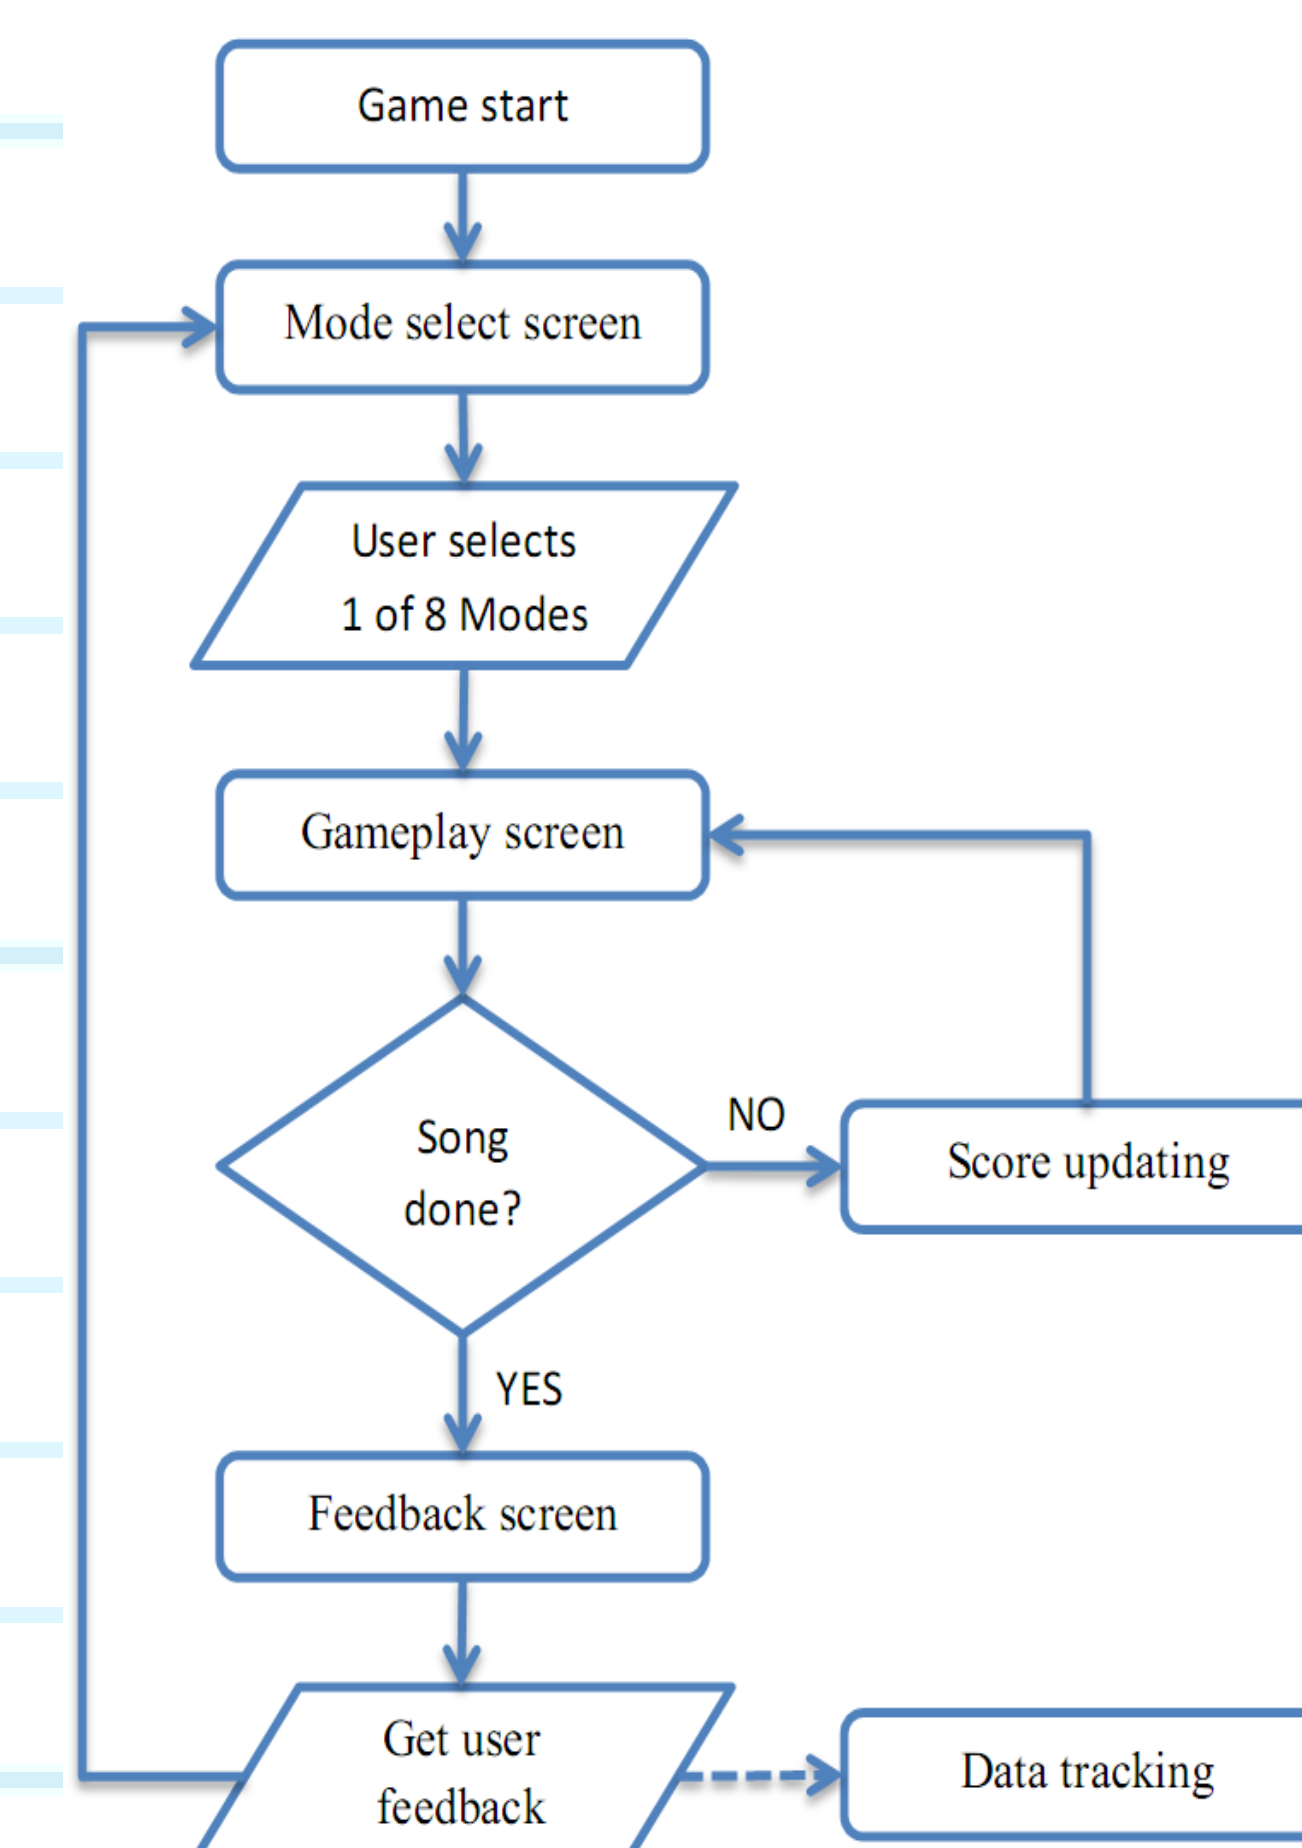 Game start
Mode select screen
User selects
1 of 8 Modes
Gameplay screen
Song
done?
NO
Score updating
YES
Feedback screen
Get user
feedback
Data tracking